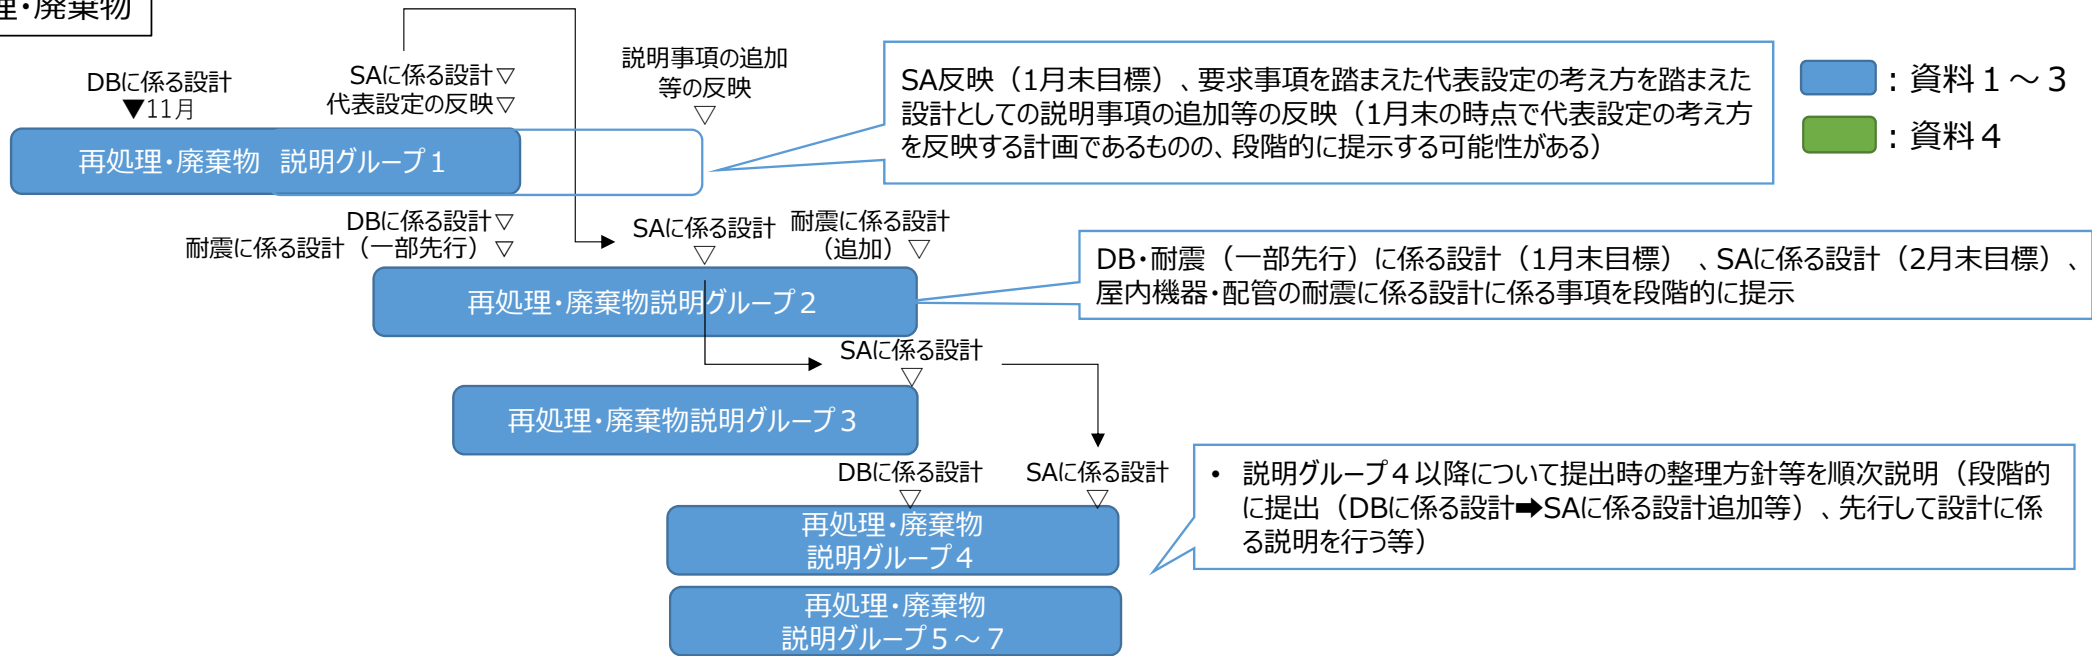 理・廃棄物
DBに係る設計
▼11月
SAに係る設計▽
代表設定の反映▽
説明事項の追加
等の反映
▽
再処理・廃棄物 説明グループ1
SA反映（1月末目標）、要求事項を踏まえた代表設定の考え方を踏まえた
設計としての説明事項の追加等の反映（1月末の時点で代表設定の考え方
を反映する計画であるものの、段階的に提示する可能性がある）
：資料１～３
：資料４
DBに係る設計▽
耐震に係る設計（一部先行）▽
SAに係る設計
▽
耐震に係る設計
（追加）▽
再処理・廃棄物説明グループ２
DB・耐震（一部先行）に係る設計（1月末目標）、SAに係る設計（2月末目標）、
屋内機器・配管の耐震に係る設計に係る事項を段階的に提示
SAに係る設計
▽
再処理・廃棄物説明グループ３
DBに係る設計
▽
SAに係る設計
▽
再処理・廃棄物
説明グループ４
• 説明グループ４以降について提出時の整理方針等を順次説明（段階的
に提出（DBに係る設計➡SAに係る設計追加等）、先行して設計に係
る説明を行う等）
再処理・廃棄物
説明グループ５～７